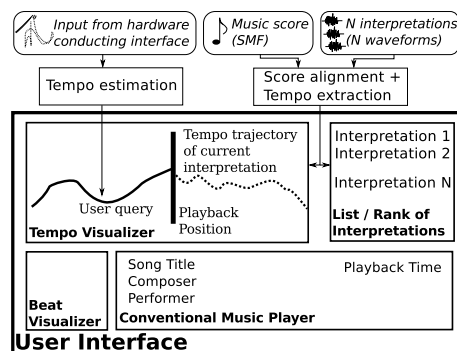 Input from hardware
conducting interface
Music score
(SMF)
N interpretations
(N waveforms)
Tempo estimation
Score alignment +
Tempo extraction
Tempo trajectory
of current
interpretation
User query
Playback
Position
Tempo Visualizer
Interpretation 1
Interpretation 2
Interpretation N
List / Rank of
Interpretations
Beat
Visualizer
Song Title
Composer
Performer
Playback Time
Conventional Music Player
User Interface